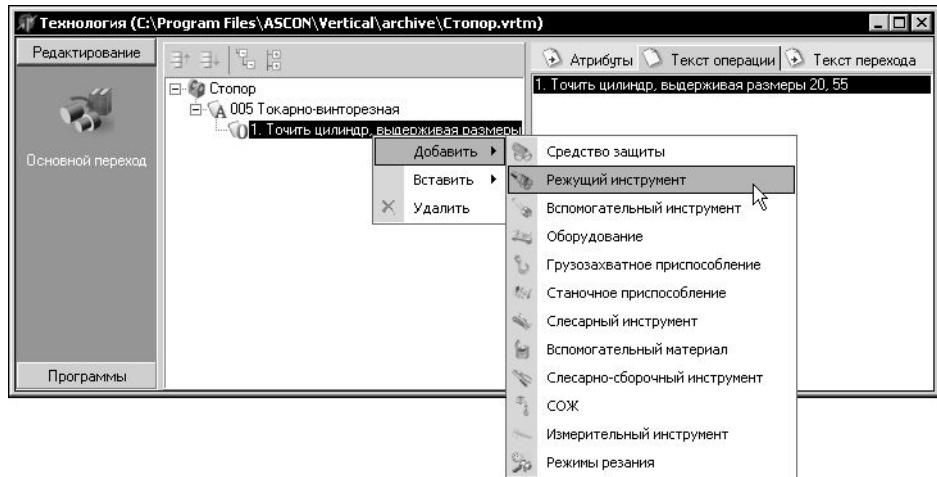 Технология (C:\Program Files\ASCON\Vertical\archive\Стопор.vrtm)
Редактирование
Атрибуты
Текст операции
Текст перехода
Стопор
005 Токарно-винторезная
1. Точить цилиндр, выдерживая размеры
1. Точить цилиндр, выдерживая размеры 20, 55
Основной переход
Программы
Добавить
Вставить
Удалить
Средство защиты
Режущий инструмент
Вспомогательный инструмент
Оборудование
Грузозахватное приспособление
Станочное приспособление
Слесарный инструмент
Вспомогательный материал
Слесарно-сборочный инструмент
СОЖ
Измерительный инструмент
Режимы резания